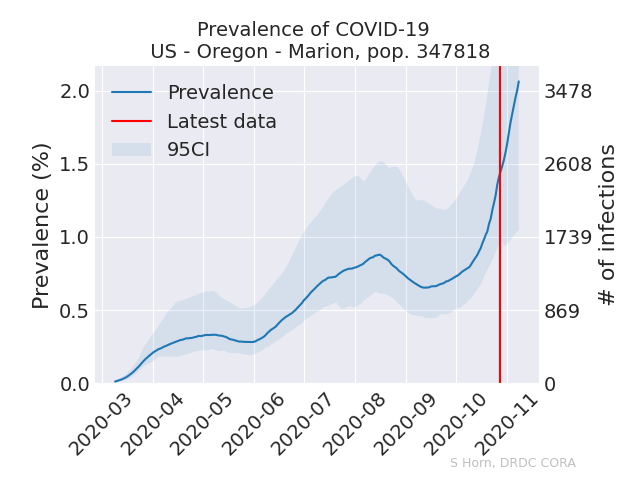 Prevalence of COVID-19
US - Oregon - Marion, pop. 347818
Prevalence
Latest data
95CI
Prevalence (%)
2.0
1.5
1.0
0.5
0.0
3478
2608
1739
869
0
# of infections
2020-03
2020-04
2020-05
2020-06
2020-07
2020-08
2020-09
2020-10
2020-11
S Horn, DRDC CORA